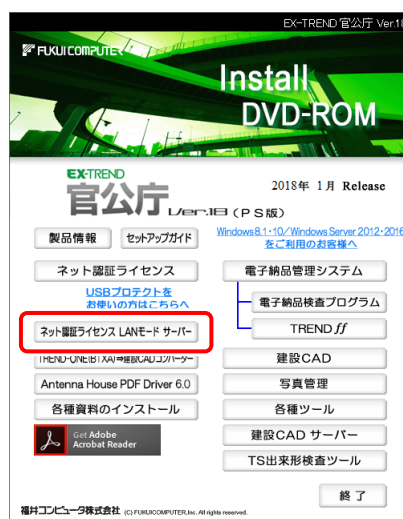 EX-TREND 官公庁 Ver.18
FUKUI COMPUTER
Install
DVD-ROM
EX-TREND
官公庁 Ver.18 (PS版)
2018年 1月 Release
製品情報
セットアップガイド
Windows8.1・10/Windows Server 2012・2016
をご利用のお客様へ
ネット認証ライセンス
USBプロテクトを
お使いの方はこちらへ
ネット認証ライセンス LANモード サーバー
TREND-ONE(BTXA)⇒建設CADコンバーター
Antenna House PDF Driver 6.0
各種資料のインストール
Get Adobe
Acrobat Reader
電子納品管理システム
電子納品検査プログラム
TREND ff
建設CAD
写真管理
各種ツール
建設CAD サーバー
TS出来形検査ツール
終 了
福井コンピュータ株式会社 (C) FUKUICOMPUTER,Inc. All rights reserved.